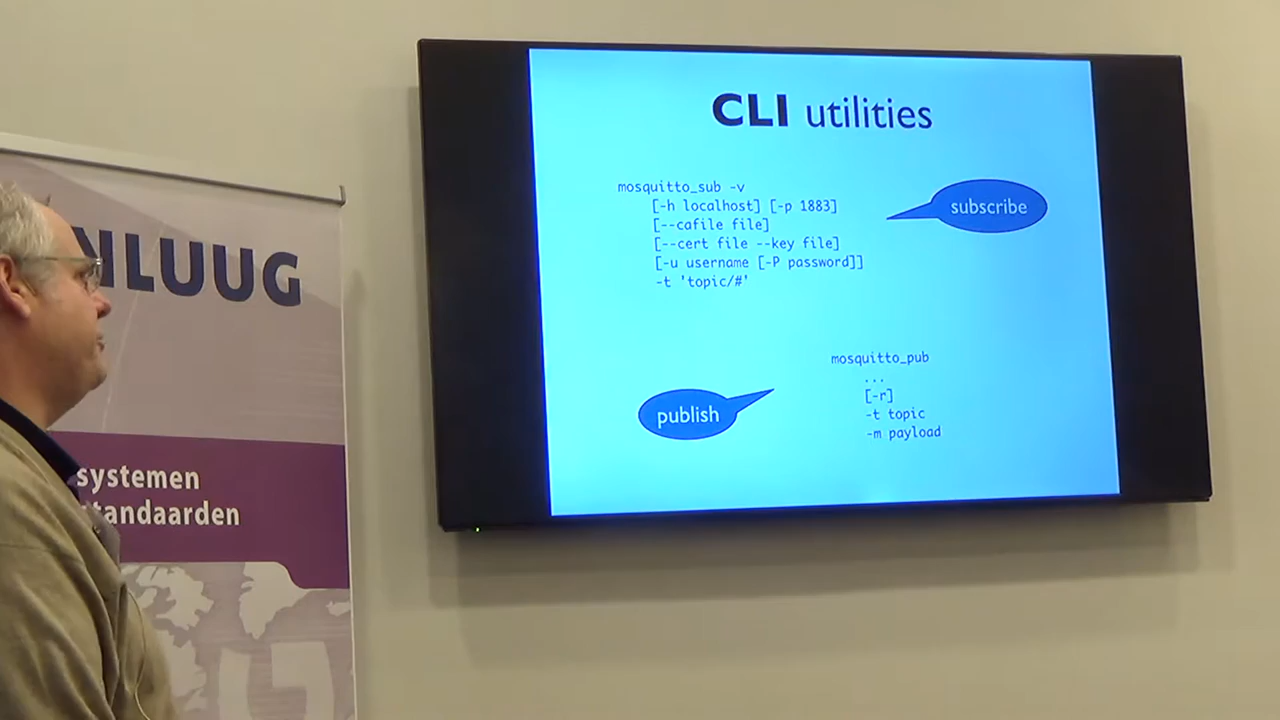 NLUUG
systemen
standaarden
CLI utilities
mosquitto_sub -v
[-h localhost] [-p 1883]
[--cafile file]
[--cert file --key file]
[-u username [-P password]]
-t 'topic/#'
subscribe
mosquitto_pub
...
[-r]
-t topic
-m payload
publish